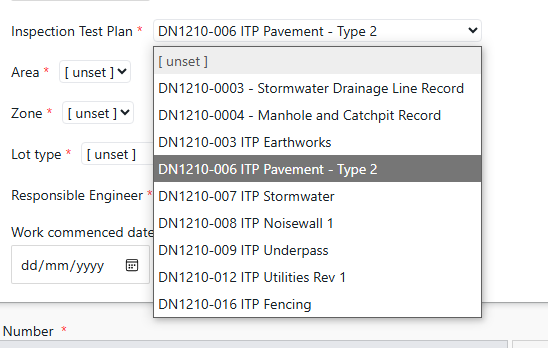 Inspection Test Plan *
DN1210-006 ITP Pavement - Type 2
[ unset ]
DN1210-0003 - Stormwater Drainage Line Record
DN1210-0004 - Manhole and Catchpit Record
DN1210-003 ITP Earthworks
DN1210-006 ITP Pavement - Type 2
DN1210-007 ITP Stormwater
DN1210-008 ITP Noisewall 1
DN1210-009 ITP Underpass
DN1210-012 ITP Utilities Rev 1
DN1210-016 ITP Fencing
Area * [ unset ]
Zone * [ unset ]
Lot type * [ unset ]
Responsible Engineer *
Work commenced date
dd/mm/yyyy
Number *